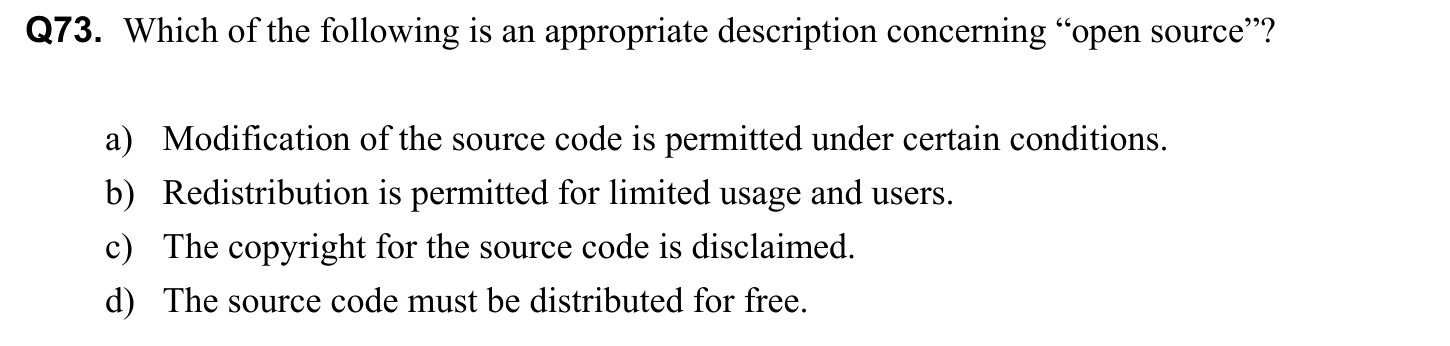 Q73. Which of the following is an appropriate description concerning “open source”?
a) Modification of the source code is permitted under certain conditions.
b) Redistribution is permitted for limited usage and users.
c) The copyright for the source code is disclaimed.
d) The source code must be distributed for free.